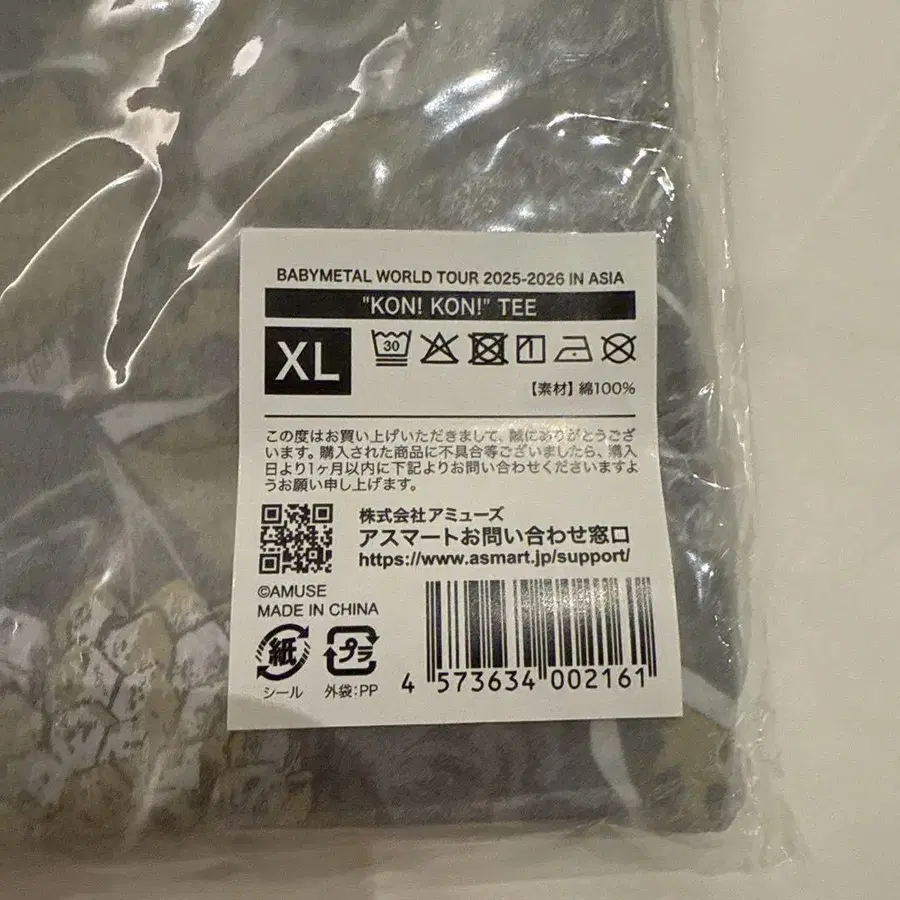 BABYMETAL WORLD TOUR 2025-2026 IN ASIA
"KON! KON!" TEE
XL
30
【素材】綿100%
この度はお買い上げいただきまして、誠にありがとうござ
います。購入された商品に不具合等ございましたら、購入
日より1ヶ月以内に下記よりお問い合わせくださいますよ
うお願い申し上げます。
株式会社アミューズ
アスマートお問い合わせ窓口
https://www.asmart.jp/support/
©AMUSE
MADE IN CHINA
紙
プラ
シール
外袋:PP
4 573634 002161